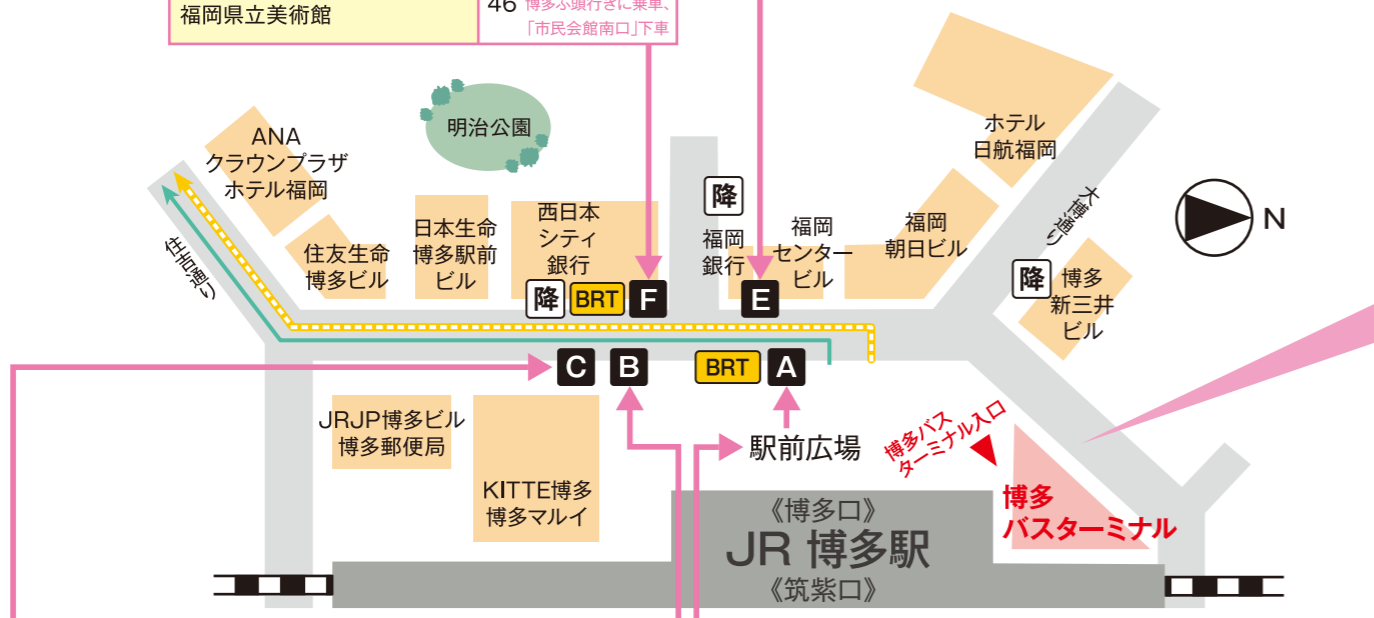 福岡県立美術館
46 博多ふ頭行きに乗車、
「市民会館南口」下車
明治公園
ANA
クラウンプラザ
ホテル福岡
住友生命
博多ビル
日本生命
博多駅前
ビル
西日本
シティ
銀行
降
BRT
F
降
福岡
銀行
福岡
センター
ビル
E
福岡
朝日ビル
ホテル
日航福岡
大博通り
降
博多
新三井
ビル
N
住吉通り
C
B
BRT
A
JRJP博多ビル
博多郵便局
KITTE博多
博多マルイ
駅前広場
博多バス
ターミナル入口
博多
バスターミナル
《博多口》
JR 博多駅
《筑紫口》